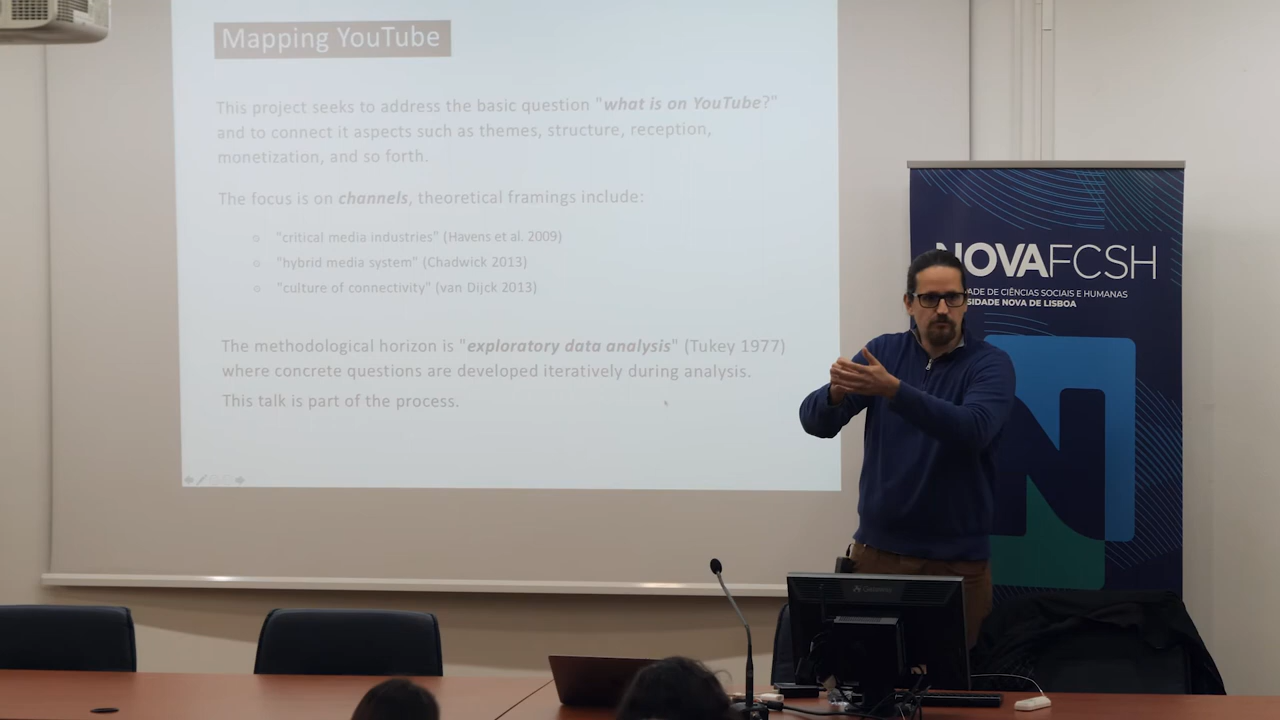 Mapping YouTube
This project seeks to address the basic question "what is on YouTube?"
and to connect it aspects such as themes, structure, reception,
monetization, and so forth.
The focus is on channels, theoretical framings include:
"critical media industries" (Havens et al. 2009)
"hybrid media system" (Chadwick 2013)
"culture of connectivity" (van Dijck 2013)
The methodological horizon is "exploratory data analysis" (Tukey 1977)
where concrete questions are developed iteratively during analysis.
This talk is part of the process.
NOVAFCSH
DADE DE CIÊNCIAS SOCIAIS E HUMANAS
SIDADE NOVA DE LISBOA